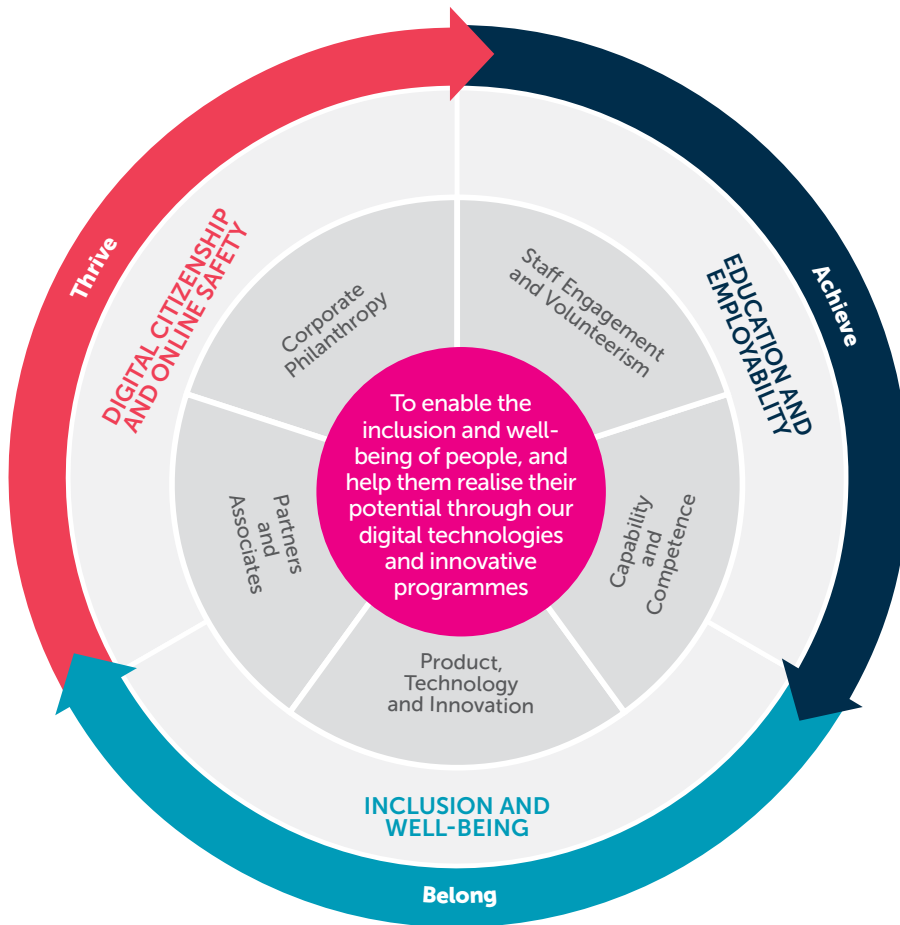 Thrive
DIGITAL CITIZENSHIP
AND ONLINE SAFETY
Achieve
EDUCATION AND
EMPLOYABILITY
Corporate
Philanthropy
Staff Engagement
and Volunteerism
To enable the
inclusion and well-
being of people, and
help them realise their
potential through our
digital technologies
and innovative
programmes
Partners
and
Associates
Capability
and
Competence
Product,
Technology
and Innovation
INCLUSION AND
WELL-BEING
Belong